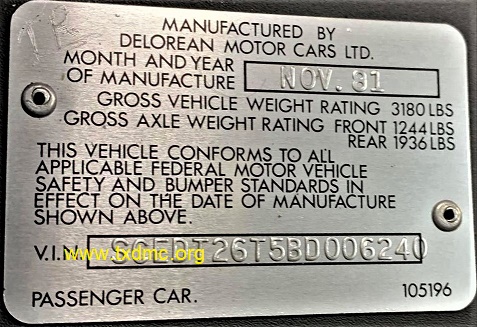 MANUFACTURED BY
DELOREAN MOTOR CARS LTD.
MONTH AND YEAR
OF MANUFACTURE NOV. 81
GROSS VEHICLE WEIGHT RATING 3180 LBS
GROSS AXLE WEIGHT RATING FRONT 1244 LBS
REAR 1936 LBS
THIS VEHICLE CONFORMS TO ALL
APPLICABLE FEDERAL MOTOR VEHICLE
SAFETY AND BUMPER STANDARDS IN
EFFECT ON THE DATE OF MANUFACTURE
SHOWN ABOVE.
V.I.N SCEDT26T5BD006240
www.txdmc.org
PASSENGER CAR. 105196